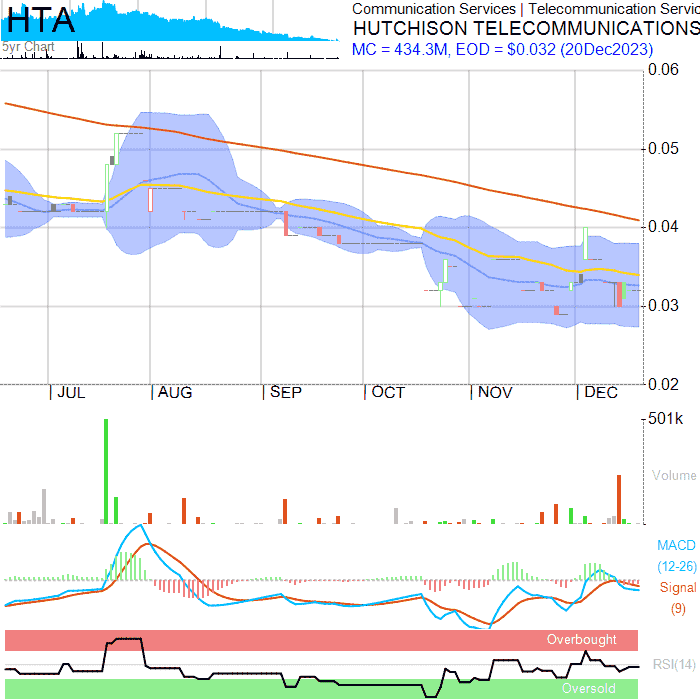 HTA
5yr Chart
Communication Services | Telecommunication Servic
HUTCHISON TELECOMMUNICATIONS
MC = 434.3M, EOD = $0.032 (20Dec2023)
0.06
0.05
0.04
0.03
0.02
JUL
AUG
SEP
OCT
NOV
DEC
501k
Volume
MACD
(12-26)
Signal
(9)
Overbought
RSI(14)
Oversold